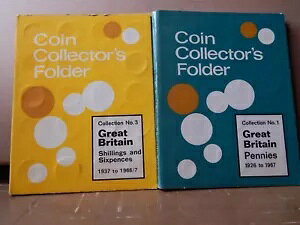 Coin
Collector's
Folder
Collection No. 3
Great
Britain
Shillings and
Sixpences
1937 to 1966/7
Coin
Collector's
Folder
Collection No. 1
Great
Britain
Pennies
1926 to 1967